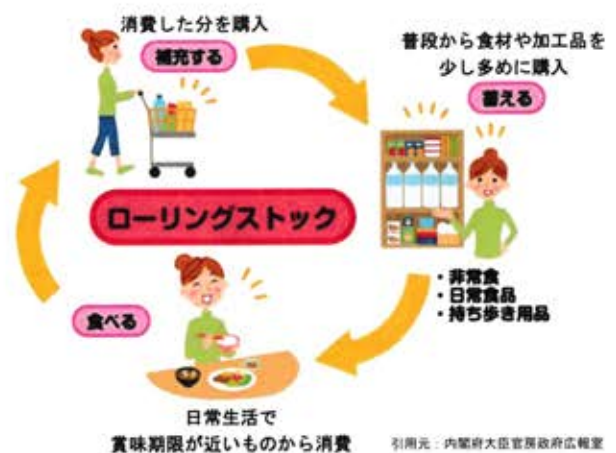 消費した分を購入
補充する
普段から食材や加工品を
少し多めに購入
蓄える
ローリングストック
・非常食
・日常食品
・持ち歩き用品
食べる
日常生活で
賞味期限が近いものから消費
引用元：内閣府大臣官房政府広報室